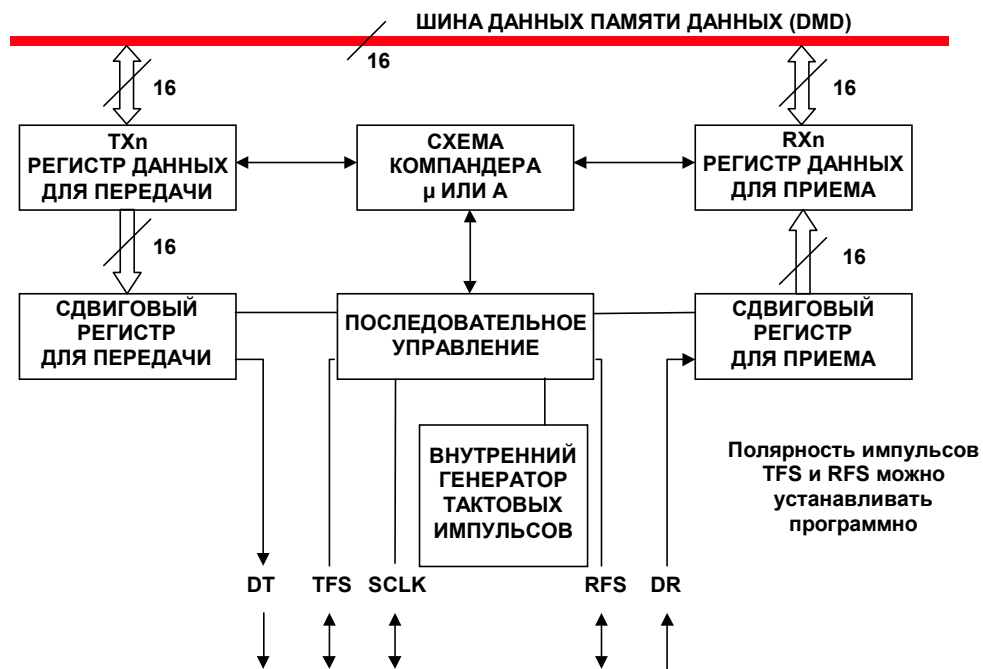 ШИНА ДАННЫХ ПАМЯТИ ДАННЫХ (DMD)
16
16
16
TXn
РЕГИСТР ДАННЫХ
ДЛЯ ПЕРЕДАЧИ
СХЕМА
КОМПАНДЕРА
μ ИЛИ А
RXn
РЕГИСТР ДАННЫХ
ДЛЯ ПРИЕМА
16
16
СДВИГОВЫЙ
РЕГИСТР
ДЛЯ ПЕРЕДАЧИ
ПОСЛЕДОВАТЕЛЬНОЕ
УПРАВЛЕНИЕ
СДВИГОВЫЙ
РЕГИСТР
ДЛЯ ПРИЕМА
ВНУТРЕННИЙ
ГЕНЕРАТОР
ТАКТОВЫХ
ИМПУЛЬСОВ
Полярность импульсов
TFS и RFS можно
устанавливать
программно
DT TFS SCLK RFS DR